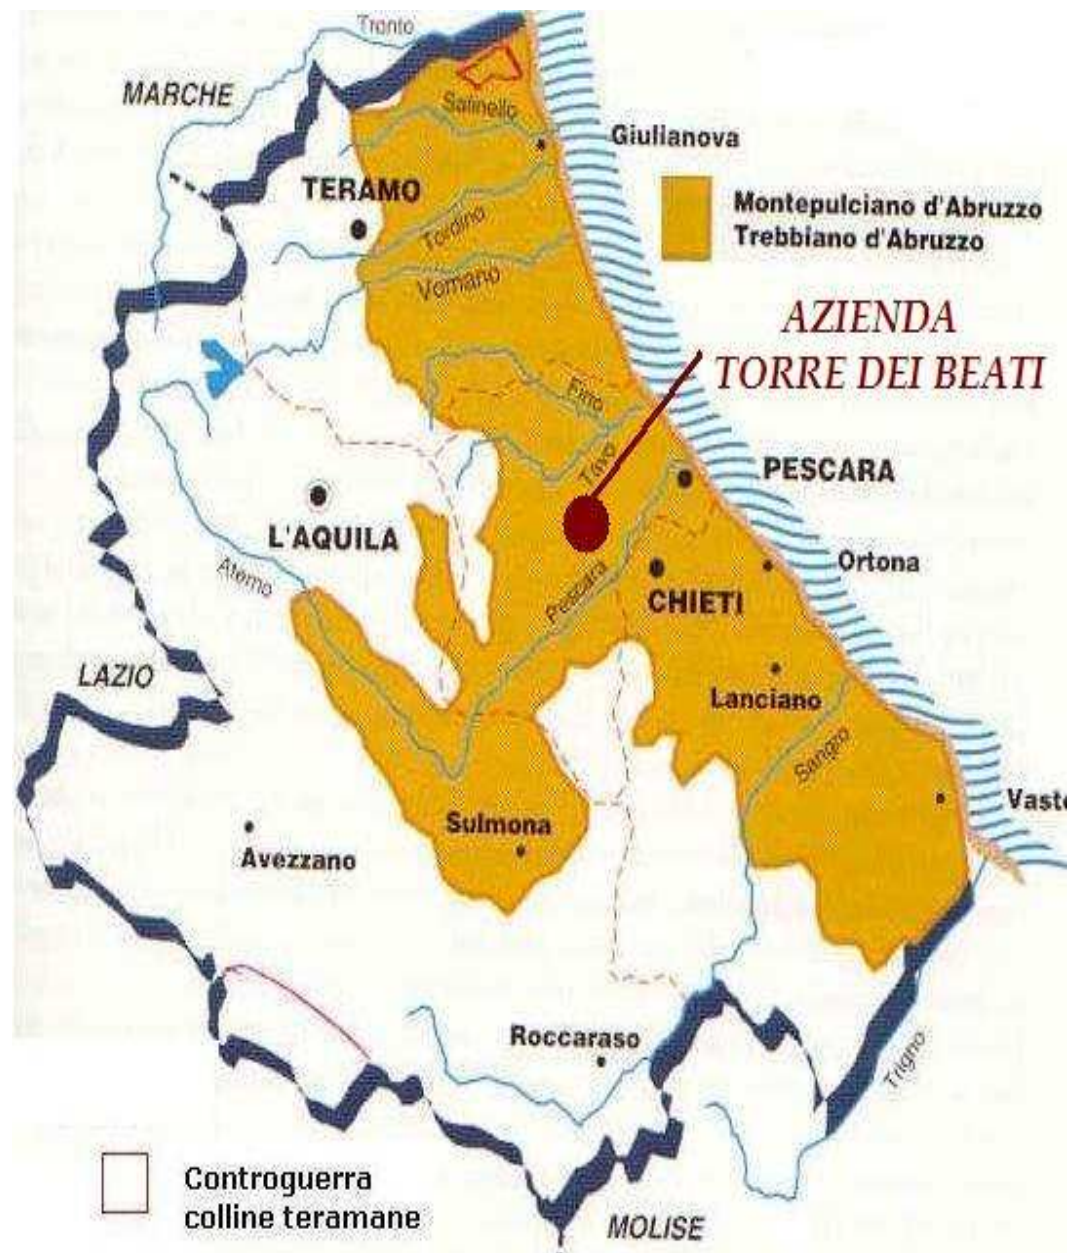 Tronto
MARCHE
Salinello
Giulianova
TERAMO
Montepulciano d'Abruzzo
Trebbiano d'Abruzzo
Tordino
Vomano
AZIENDA
TORRE DEI BEATI
Fino
Tavo
PESCARA
L'AQUILA
Ortona
Aterno
Pescara
CHIETI
LAZIO
Lanciano
Sangro
Vasto
Sulmona
Avezzano
Roccaraso
Trigno
Controguerra
colline teramane
MOLISE